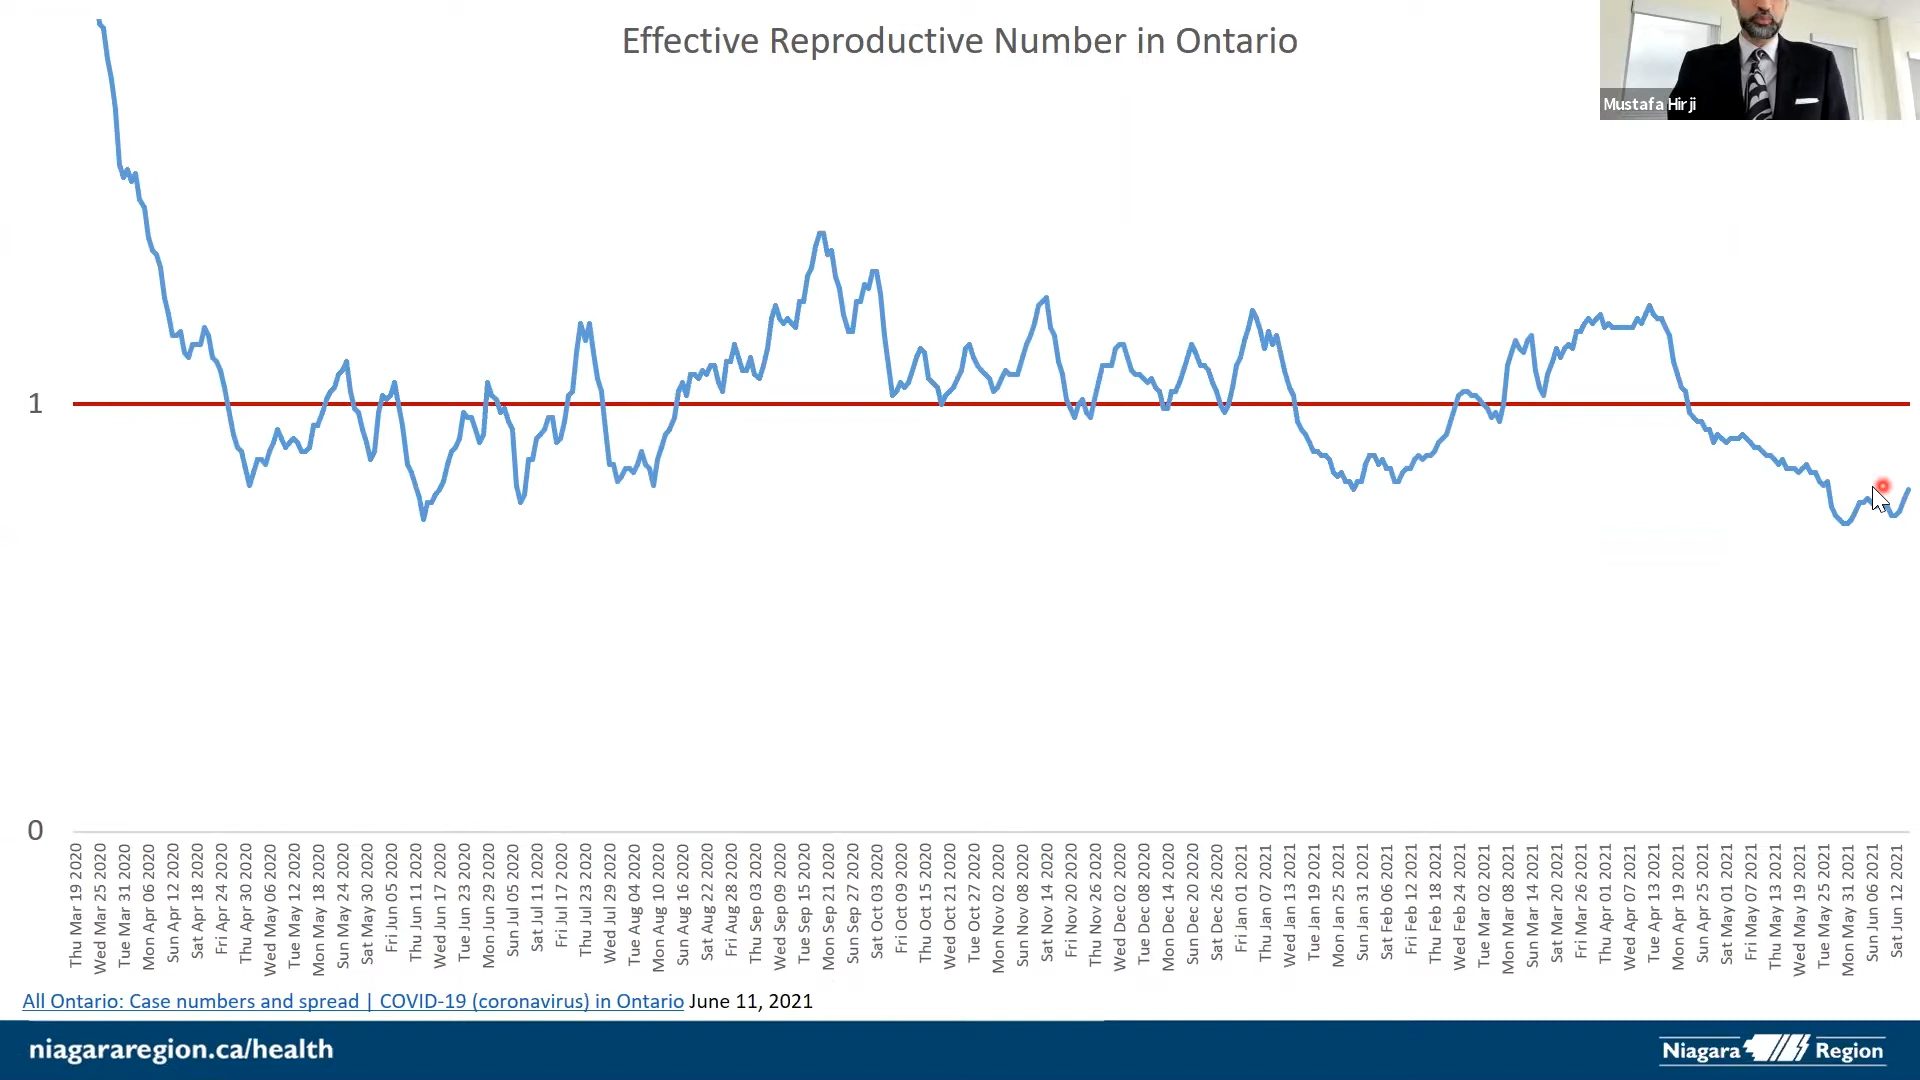 Effective Reproductive Number in Ontario
Mustafa Hirji
1
0
Thu Mar 19 2020
Wed Mar 25 2020
Tue Mar 31 2020
Mon Apr 06 2020
Sun Apr 12 2020
Sat Apr 18 2020
Fri Apr 24 2020
Thu Apr 30 2020
Wed May 06 2020
Tue May 12 2020
Mon May 18 2020
Sun May 24 2020
Sat May 30 2020
Fri Jun 05 2020
Thu Jun 11 2020
Wed Jun 17 2020
Tue Jun 23 2020
Mon Jun 29 2020
Sun Jul 05 2020
Sat Jul 11 2020
Fri Jul 17 2020
Thu Jul 23 2020
Wed Jul 29 2020
Tue Aug 04 2020
Mon Aug 10 2020
Sun Aug 16 2020
Sat Aug 22 2020
Fri Aug 28 2020
Thu Sep 03 2020
Wed Sep 09 2020
Tue Sep 15 2020
Mon Sep 21 2020
Sun Sep 27 2020
Sat Oct 03 2020
Fri Oct 09 2020
Thu Oct 15 2020
Wed Oct 21 2020
Tue Oct 27 2020
Mon Nov 02 2020
Sun Nov 08 2020
Sat Nov 14 2020
Fri Nov 20 2020
Thu Nov 26 2020
Wed Dec 02 2020
Tue Dec 08 2020
Mon Dec 14 2020
Sun Dec 20 2020
Sat Dec 26 2020
Fri Jan 01 2021
Thu Jan 07 2021
Wed Jan 13 2021
Tue Jan 19 2021
Mon Jan 25 2021
Sun Jan 31 2021
Sat Feb 06 2021
Fri Feb 12 2021
Thu Feb 18 2021
Wed Feb 24 2021
Tue Mar 02 2021
Mon Mar 08 2021
Sun Mar 14 2021
Sat Mar 20 2021
Fri Mar 26 2021
Thu Apr 01 2021
Wed Apr 07 2021
Tue Apr 13 2021
Mon Apr 19 2021
Sun Apr 25 2021
Sat May 01 2021
Fri May 07 2021
Thu May 13 2021
Wed May 19 2021
Tue May 25 2021
Mon May 31 2021
Sun Jun 06 2021
Sat Jun 12 2021
All Ontario: Case numbers and spread | COVID-19 (coronavirus) in Ontario June 11, 2021
niagararegion.ca/health
Niagara Region